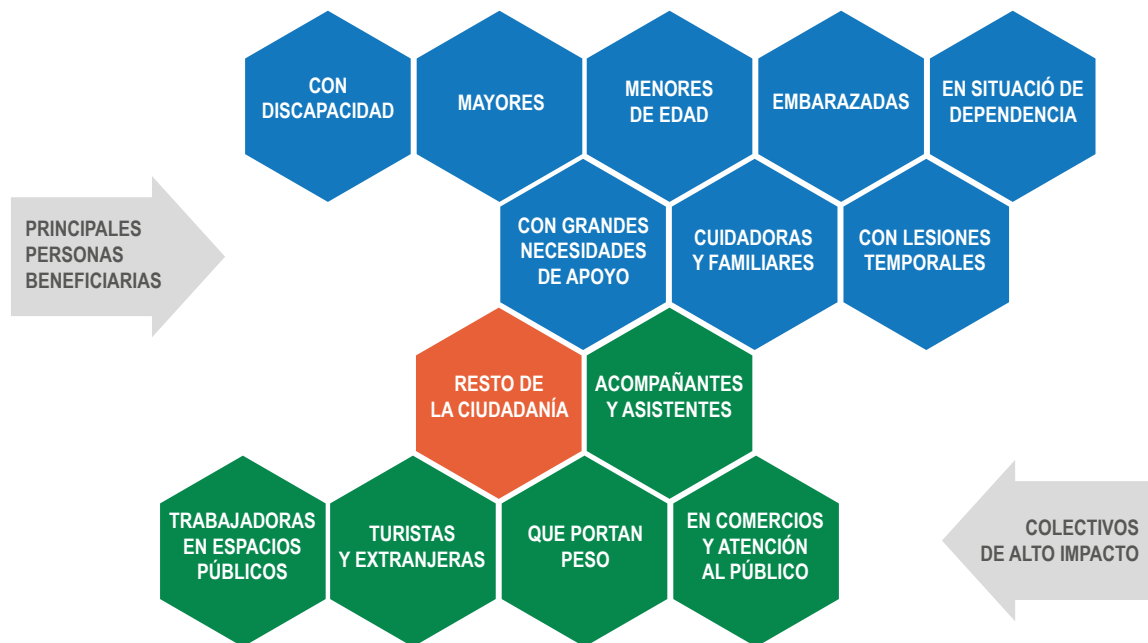 CON
DISCAPACIDAD
MAYORES
MENORES
DE EDAD
EMBARAZADAS
EN SITUACIÓ DE
DEPENDENCIA
PRINCIPALES
PERSONAS
BENEFICIARIAS
CON GRANDES
NECESIDADES
DE APOYO
CUIDADORAS
Y FAMILIARES
CON LESIONES
TEMPORALES
RESTO DE
LA CIUDADANÍA
ACOMPAÑANTES
Y ASISTENTES
TRABAJADORAS
EN ESPACIOS
PÚBLICOS
TURISTAS
Y EXTRANJERAS
QUE PORTAN
PESO
EN COMERCIOS
Y ATENCIÓN
AL PÚBLICO
COLECTIVOS
DE ALTO IMPACTO